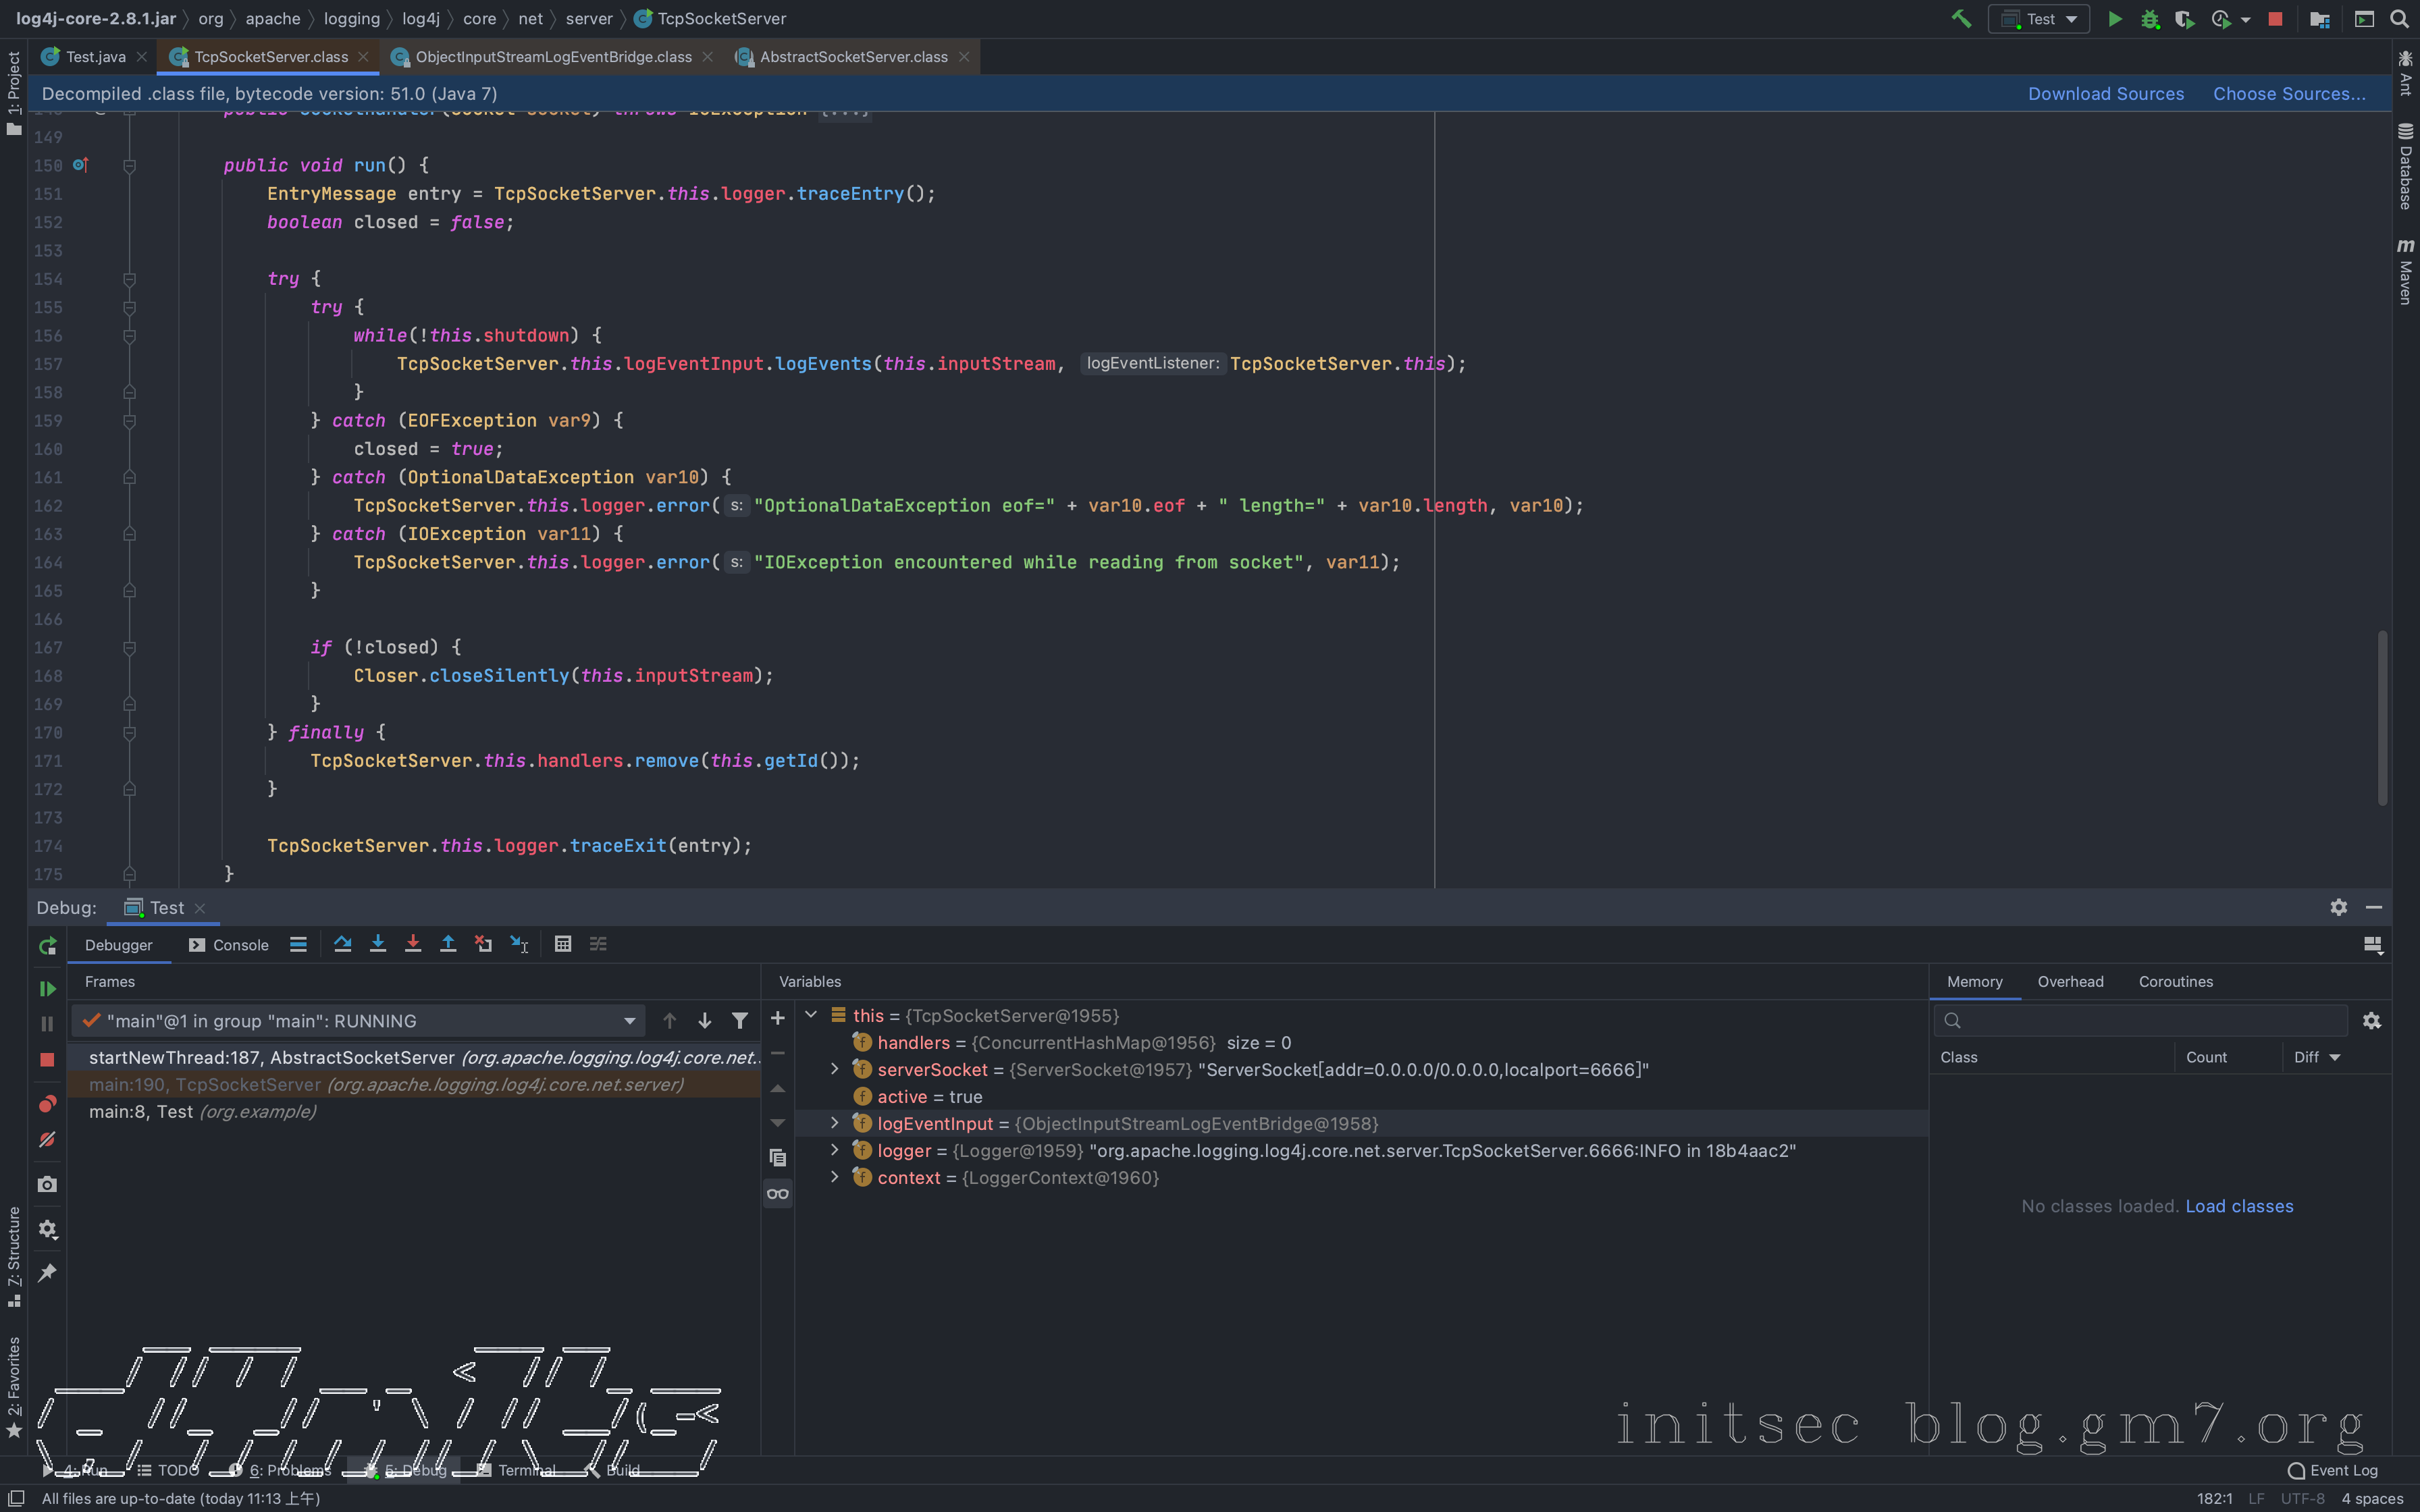 log4j-core-2.8.1.jar 〉 org 〉 apache 〉 logging 〉 log4j 〉 core 〉 net 〉 server 〉 TcpSocketServer
Test
Test.java
TcpSocketServer.class
ObjectInputStreamLogEventBridge.class
AbstractSocketServer.class
Decompiled .class file, bytecode version: 51.0 (Java 7)
Download Sources
Choose Sources...
1: Project
Ant
Database
Maven
149
150 public void run() {
151 EntryMessage entry = TcpSocketServer.this.logger.traceEntry();
152 boolean closed = false;
153
154 try {
155 try {
156 while(!this.shutdown) {
157 TcpSocketServer.this.logEventInput.logEvents(this.inputStream, logEventListener: TcpSocketServer.this);
158 }
159 } catch (EOFException var9) {
160 closed = true;
161 } catch (OptionalDataException var10) {
162 TcpSocketServer.this.logger.error( s: "OptionalDataException eof=" + var10.eof + " length=" + var10.length, var10);
163 } catch (IOException var11) {
164 TcpSocketServer.this.logger.error( s: "IOException encountered while reading from socket", var11);
165 }
166
167 if (!closed) {
168 Closer.closeSilently(this.inputStream);
169 }
170 } finally {
171 TcpSocketServer.this.handlers.remove(this.getId());
172 }
173
174 TcpSocketServer.this.logger.traceExit(entry);
175 }
Debug:
Test
Debugger
Console
Frames
"main"@1 in group "main": RUNNING
startNewThread:187, AbstractSocketServer (org.apache.logging.log4j.core.net.
main:190, TcpSocketServer (org.apache.logging.log4j.core.net.server)
main:8, Test (org.example)
Variables
this = {TcpSocketServer@1955}
handlers = {ConcurrentHashMap@1956} size = 0
serverSocket = {ServerSocket@1957} "ServerSocket[addr=0.0.0.0/0.0.0.0,localport=6666]"
active = true
logEventInput = {ObjectInputStreamLogEventBridge@1958}
logger = {Logger@1959} "org.apache.logging.log4j.core.net.server.TcpSocketServer.6666:INFO in 18b4aac2"
context = {LoggerContext@1960}
Memory
Overhead
Coroutines
Class
Count
Diff
No classes loaded. Load classes
7: Structure
2: Favorites
initsec blog.gm7.org
4: Run
TODO
6: Problems
5: Debug
Terminal
Build
Event Log
All files are up-to-date (today 11:13 上午)
182:1 LF UTF-8 4 spaces